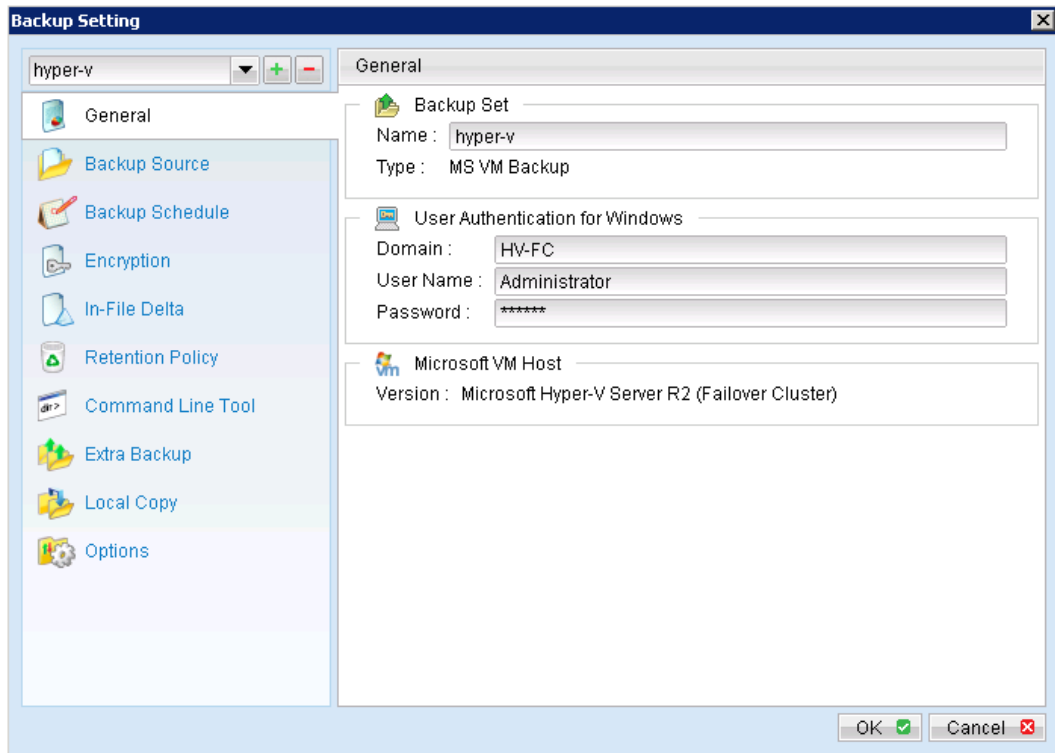 Backup Setting
hyper-v
General
Backup Source
Backup Schedule
Encryption
In-File Delta
Retention Policy
Command Line Tool
Extra Backup
Local Copy
Options
General
Backup Set
Name : hyper-v
Type : MS VM Backup
User Authentication for Windows
Domain : HV-FC
User Name : Administrator
Password : ******
vm Microsoft VM Host
Version : Microsoft Hyper-V Server R2 (Failover Cluster)
OK Cancel